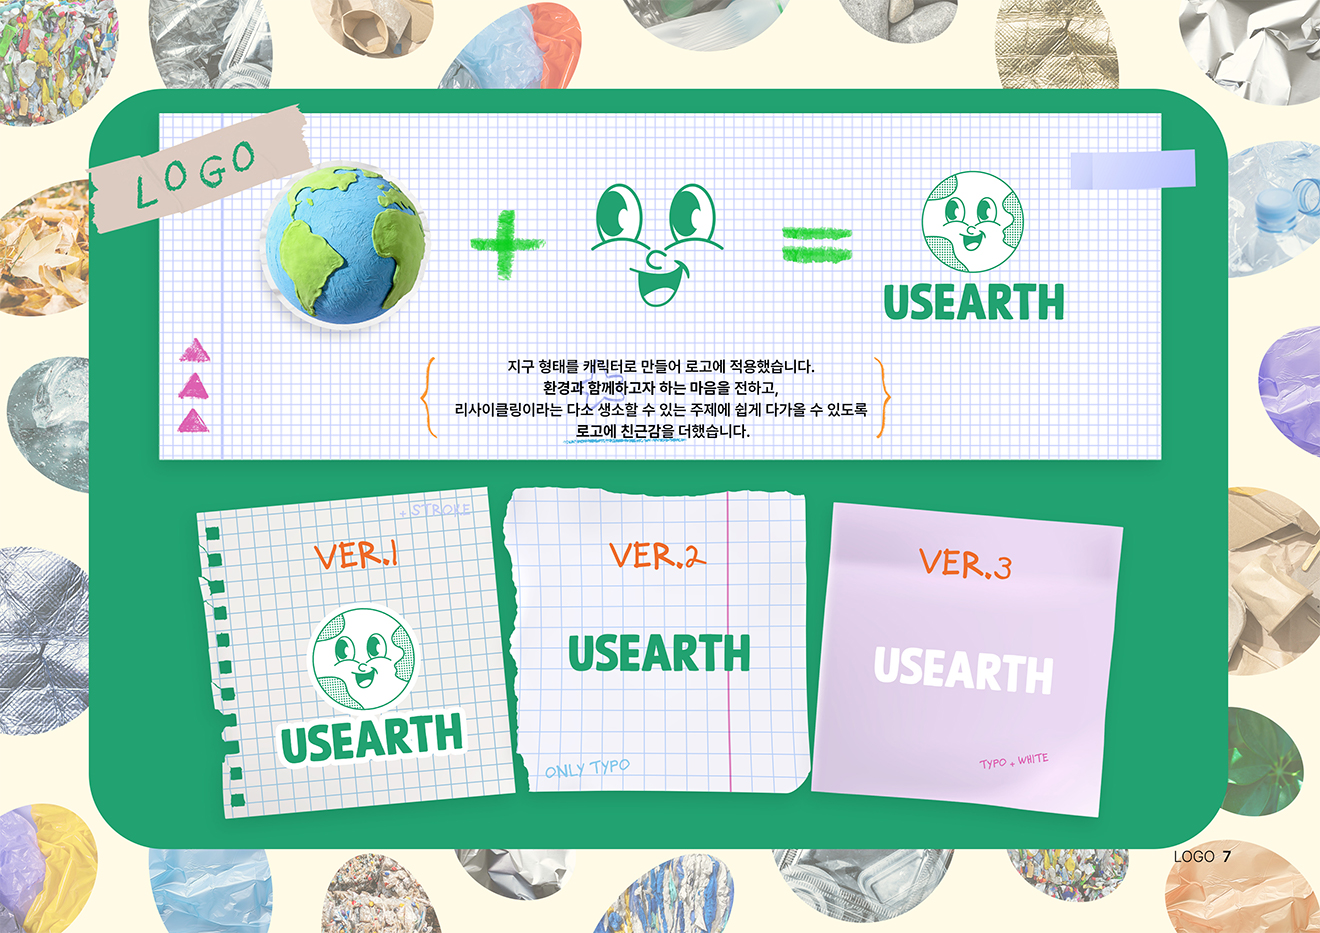 LOGO
USEARTH
지구 형태를 캐릭터로 만들어 로고에 적용했습니다.
환경과 함께하고자 하는 마음을 전하고,
리사이클링이라는 다소 생소할 수 있는 주제에 쉽게 다가올 수 있도록
로고에 친근감을 더했습니다.
+ STROKE
VER.1
USEARTH
VER.2
USEARTH
ONLY TYPO
VER.3
USEARTH
TYPO + WHITE
LOGO 7